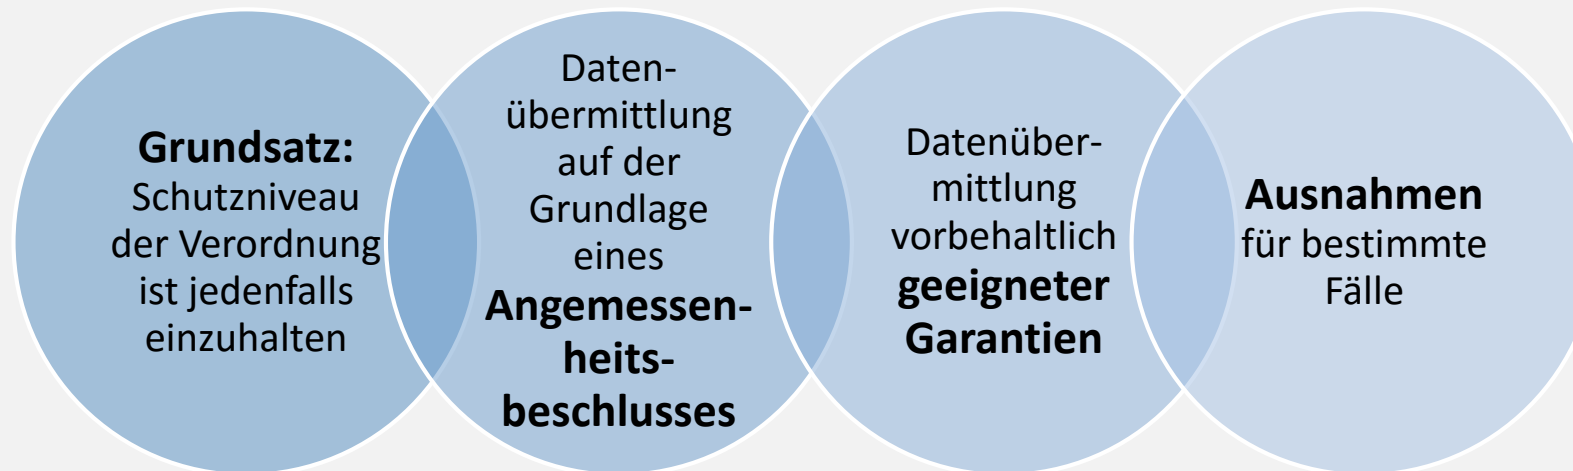 Grundsatz:
Schutzniveau
der Verordnung
ist jedenfalls
einzuhalten
Daten-
übermittlung
auf der
Grundlage
eines
Angemessen-
heits-
beschlusses
Datenüber-
mittlung
vorbehaltlich
geeigneter
Garantien
Ausnahmen
für bestimmte
Fälle